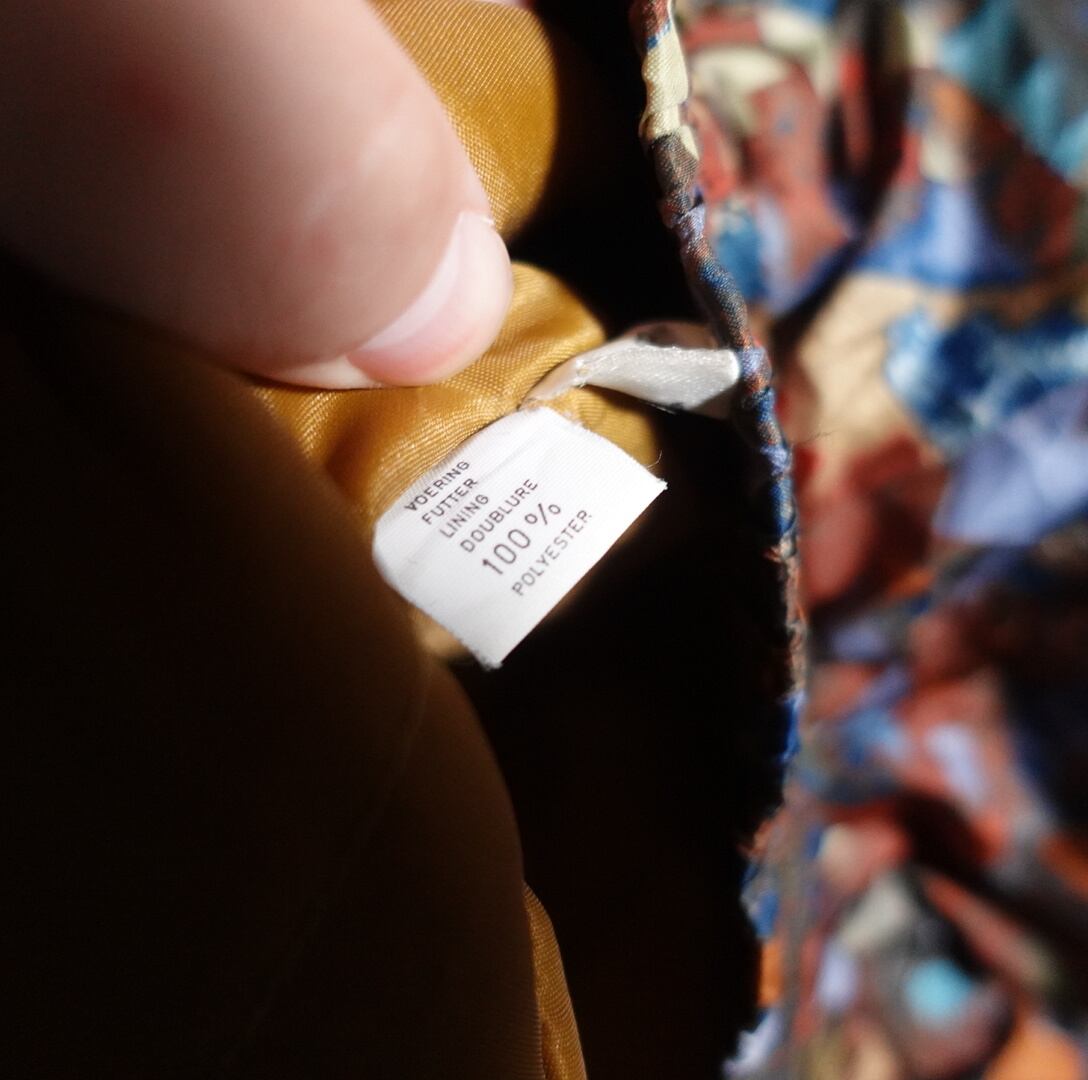 VOERING
FUTTER
LINING
DOUBLURE
100%
POLYESTER